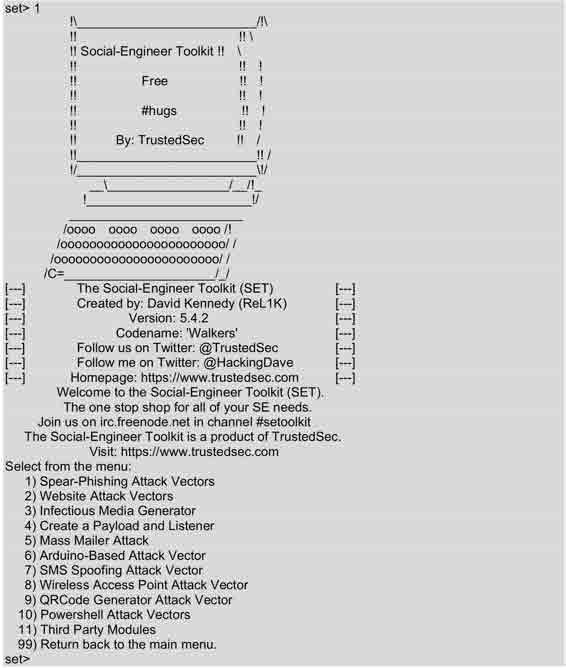 set> 1
!\_________________________/!\
!! !! \
!! Social-Engineer Toolkit !! \
!! !! !
!! Free !! !
!! !! !
!! #hugs !! !
!! !! !
!! By: TrustedSec !! /
!!_________________________!! /
!/_________________________\!/
__\_________________/__/!_
!_______________________!/
________________________
/oooo oooo oooo oooo /!
/ooooooooooooooooooooooo/ /
/ooooooooooooooooooooooo/ /
/C=_____________________/_/
[---] The Social-Engineer Toolkit (SET) [---]
[---] Created by: David Kennedy (ReL1K) [---]
[---] Version: 5.4.2 [---]
[---] Codename: 'Walkers' [---]
[---] Follow us on Twitter: @TrustedSec [---]
[---] Follow me on Twitter: @HackingDave [---]
[---] Homepage: https://www.trustedsec.com [---]
Welcome to the Social-Engineer Toolkit (SET).
The one stop shop for all of your SE needs.
Join us on irc.freenode.net in channel #setoolkit
The Social-Engineer Toolkit is a product of TrustedSec.
Visit: https://www.trustedsec.com
Select from the menu:
1) Spear-Phishing Attack Vectors
2) Website Attack Vectors
3) Infectious Media Generator
4) Create a Payload and Listener
5) Mass Mailer Attack
6) Arduino-Based Attack Vector
7) SMS Spoofing Attack Vector
8) Wireless Access Point Attack Vector
9) QRCode Generator Attack Vector
10) Powershell Attack Vectors
11) Third Party Modules
99) Return back to the main menu.
set>